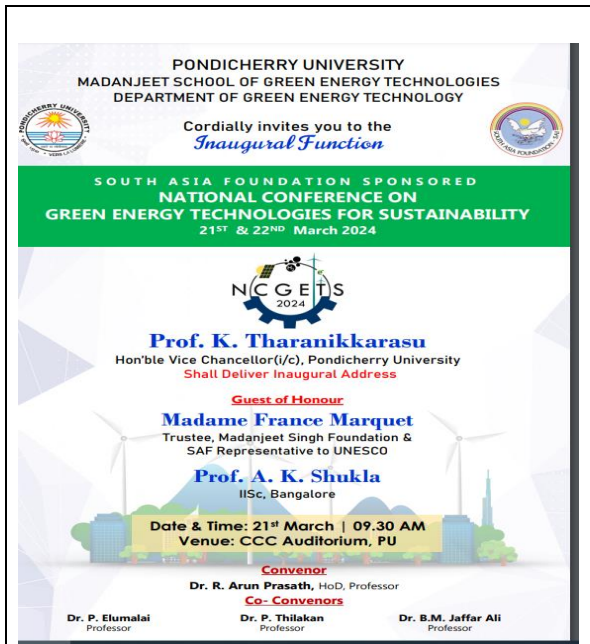 PONDICHERRY UNIVERSITY
MADANJEET SCHOOL OF GREEN ENERGY TECHNOLOGIES
DEPARTMENT OF GREEN ENERGY TECHNOLOGY
PONDICHERRY UNIVERSITY
SOUTH ASIA FOUNDATION
Cordially invites you to the
Inaugural Function
SOUTH ASIA FOUNDATION SPONSORED
NATIONAL CONFERENCE ON
GREEN ENERGY TECHNOLOGIES FOR SUSTAINABILITY
21ST & 22ND March 2024
NCGETS
2024
Prof. K. Tharanikkarasu
Hon'ble Vice Chancellor(i/c), Pondicherry University
Shall Deliver Inaugural Address
Guest of Honour
Madame France Marquet
Trustee, Madanjeet Singh Foundation &
SAF Representative to UNESCO
Prof. A. K. Shukla
IISc, Bangalore
Date & Time: 21st March | 09.30 AM
Venue: CCC Auditorium, PU
Convenor
Dr. R. Arun Prasath, HoD, Professor
Co- Convenors
Dr. P. Elumalai Dr. P. Thilakan Dr. B.M. Jaffar Ali
Professor Professor Professor